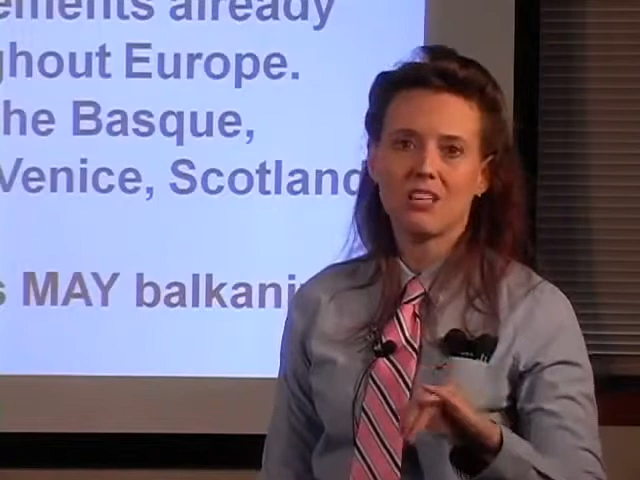 ements already
ghout Europe.
he Basque,
Venice, Scotland
s MAY balkani